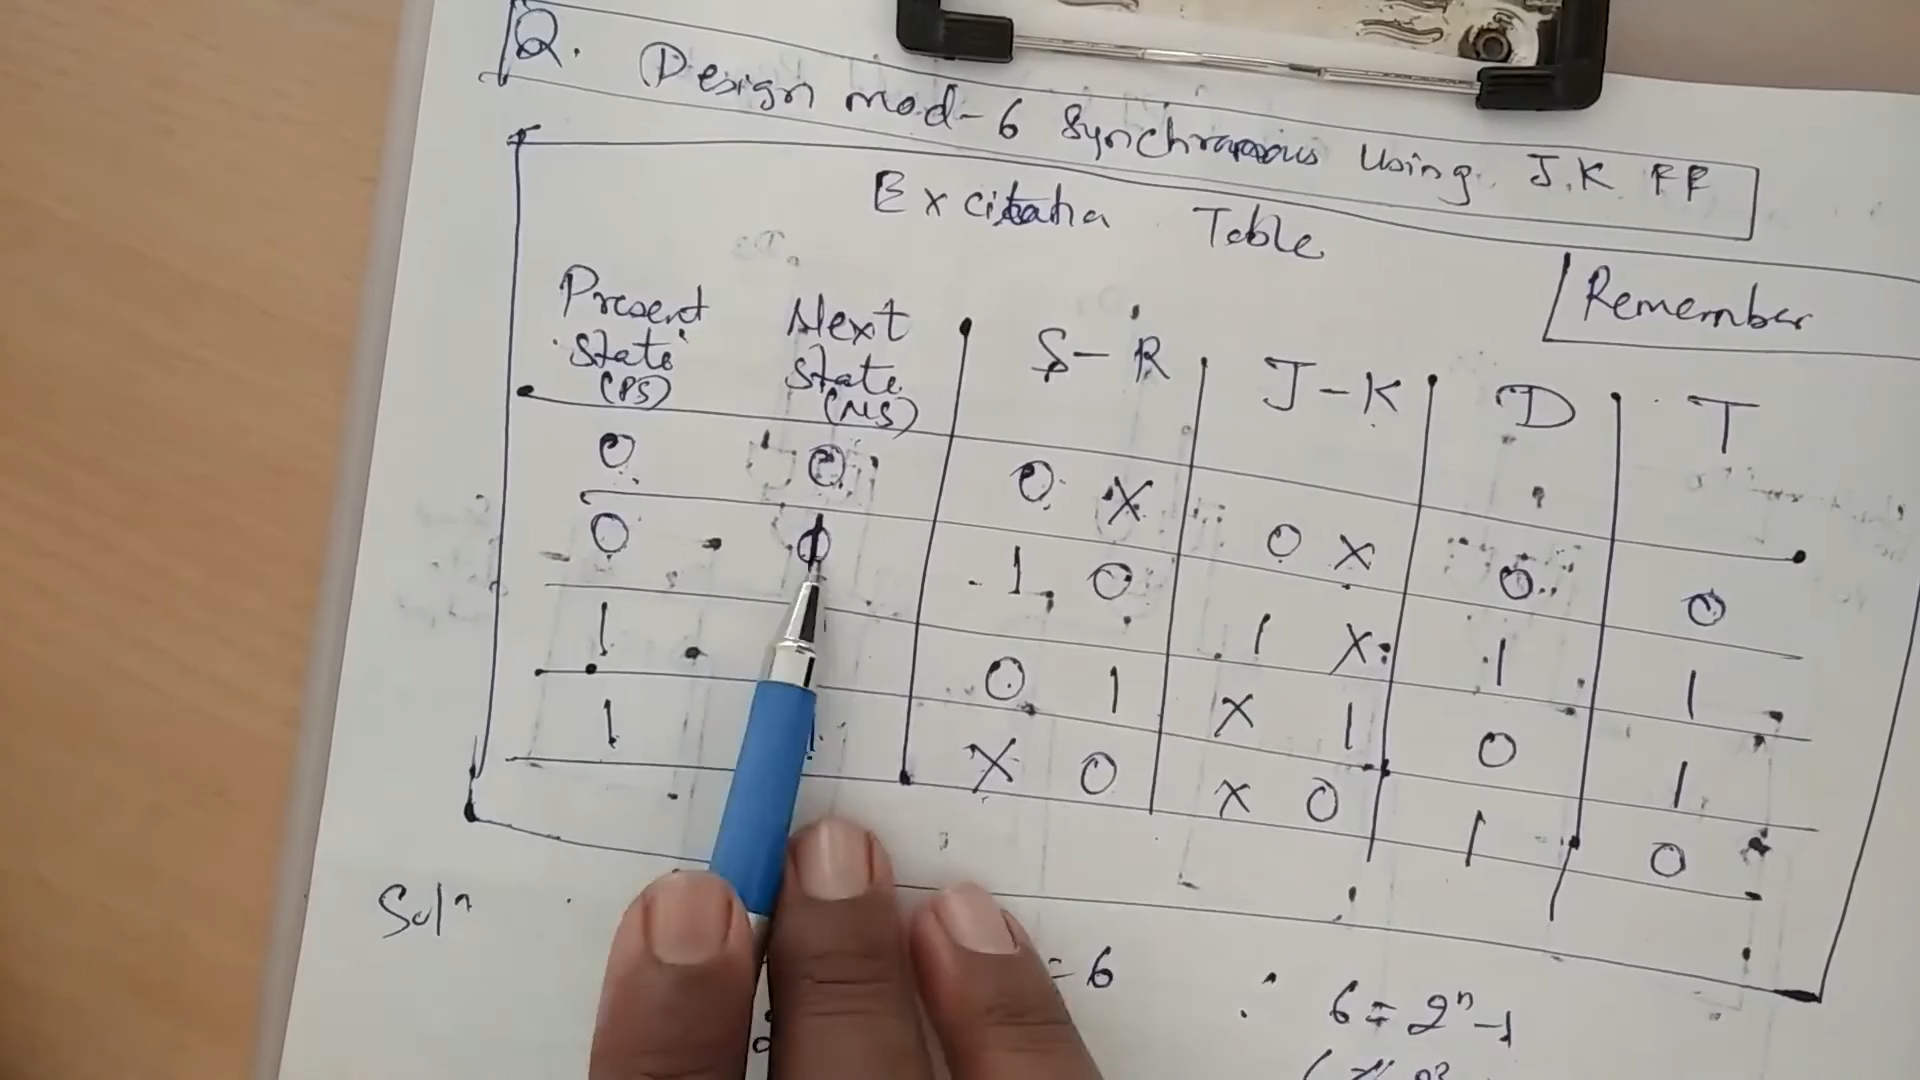 Q. Design mod-6 Synchronous Using J.K FF
Excitation Table
Remember
Present State (PS) Next State (NS) S-R J-K D T
0 0 0 X 0 X 0 0
0 1 0 1 X 1 1
1 0 1 X 1 0 1
1 1 X 0 X 0 1 0
Soln
= 6 ∴ 6 = 2ⁿ-1